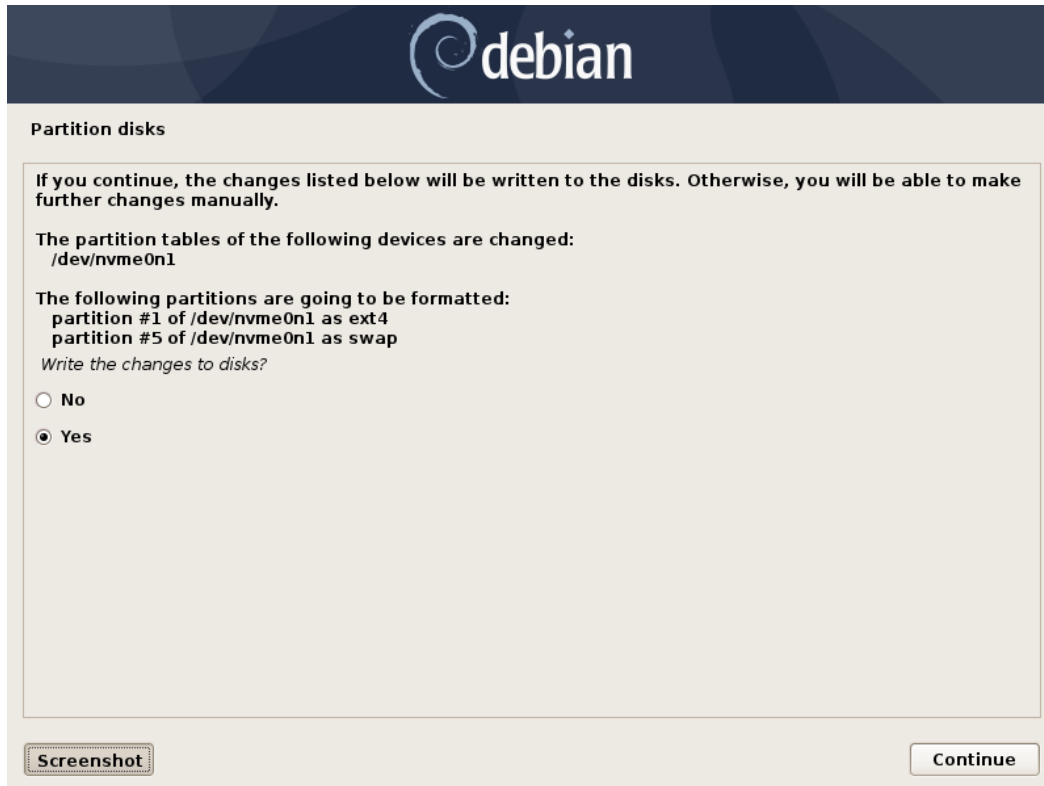 debian
Partition disks
If you continue, the changes listed below will be written to the disks. Otherwise, you will be able to make
further changes manually.
The partition tables of the following devices are changed:
/dev/nvme0n1
The following partitions are going to be formatted:
partition #1 of /dev/nvme0n1 as ext4
partition #5 of /dev/nvme0n1 as swap
Write the changes to disks?
No
Yes
Screenshot
Continue